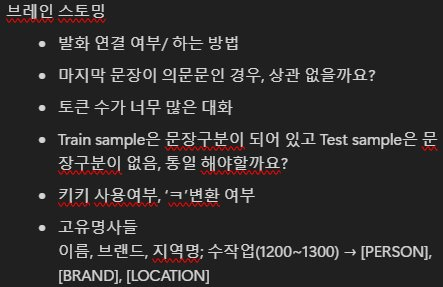 브레인 스토밍
• 발화 연결 여부/ 하는 방법
• 마지막 문장이 의문문인 경우, 상관 없을까요?
• 토큰 수가 너무 많은 대화
• Train sample은 문장구분이 되어 있고 Test sample은 문
장구분이 없음, 통일 해야할까요?
• 키키 사용여부, ‘ㅋ’변환 여부
• 고유명사들
이름, 브랜드, 지역명; 수작업(1200~1300) → [PERSON],
[BRAND], [LOCATION]